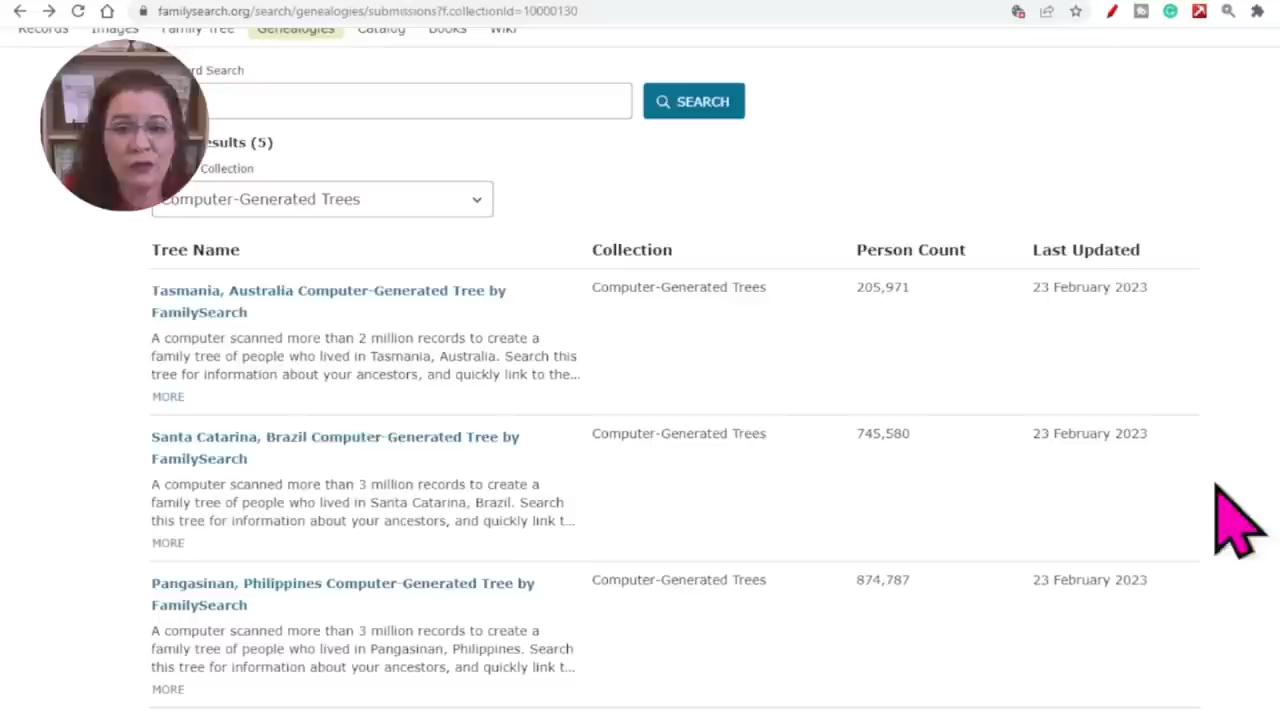 familysearch.org/search/genealogies/submissions?f.collectionId=10000130
Records Images Family Tree Genealogies Catalog Books Wiki
Search
SEARCH
(5)
Collection
Computer-Generated Trees
Tree Name Collection Person Count Last Updated
Tasmania, Australia Computer-Generated Tree by Computer-Generated Trees 205,971 23 February 2023
FamilySearch
A computer scanned more than 2 million records to create a
family tree of people who lived in Tasmania, Australia. Search this
tree for information about your ancestors, and quickly link to the...
MORE
Santa Catarina, Brazil Computer-Generated Tree by Computer-Generated Trees 745,580 23 February 2023
FamilySearch
A computer scanned more than 3 million records to create a
family tree of people who lived in Santa Catarina, Brazil. Search
this tree for information about your ancestors, and quickly link t...
MORE
Pangasinan, Philippines Computer-Generated Tree by Computer-Generated Trees 874,787 23 February 2023
FamilySearch
A computer scanned more than 3 million records to create a
family tree of people who lived in Pangasinan, Philippines. Search
this tree for information about your ancestors, and quickly link t...
MORE